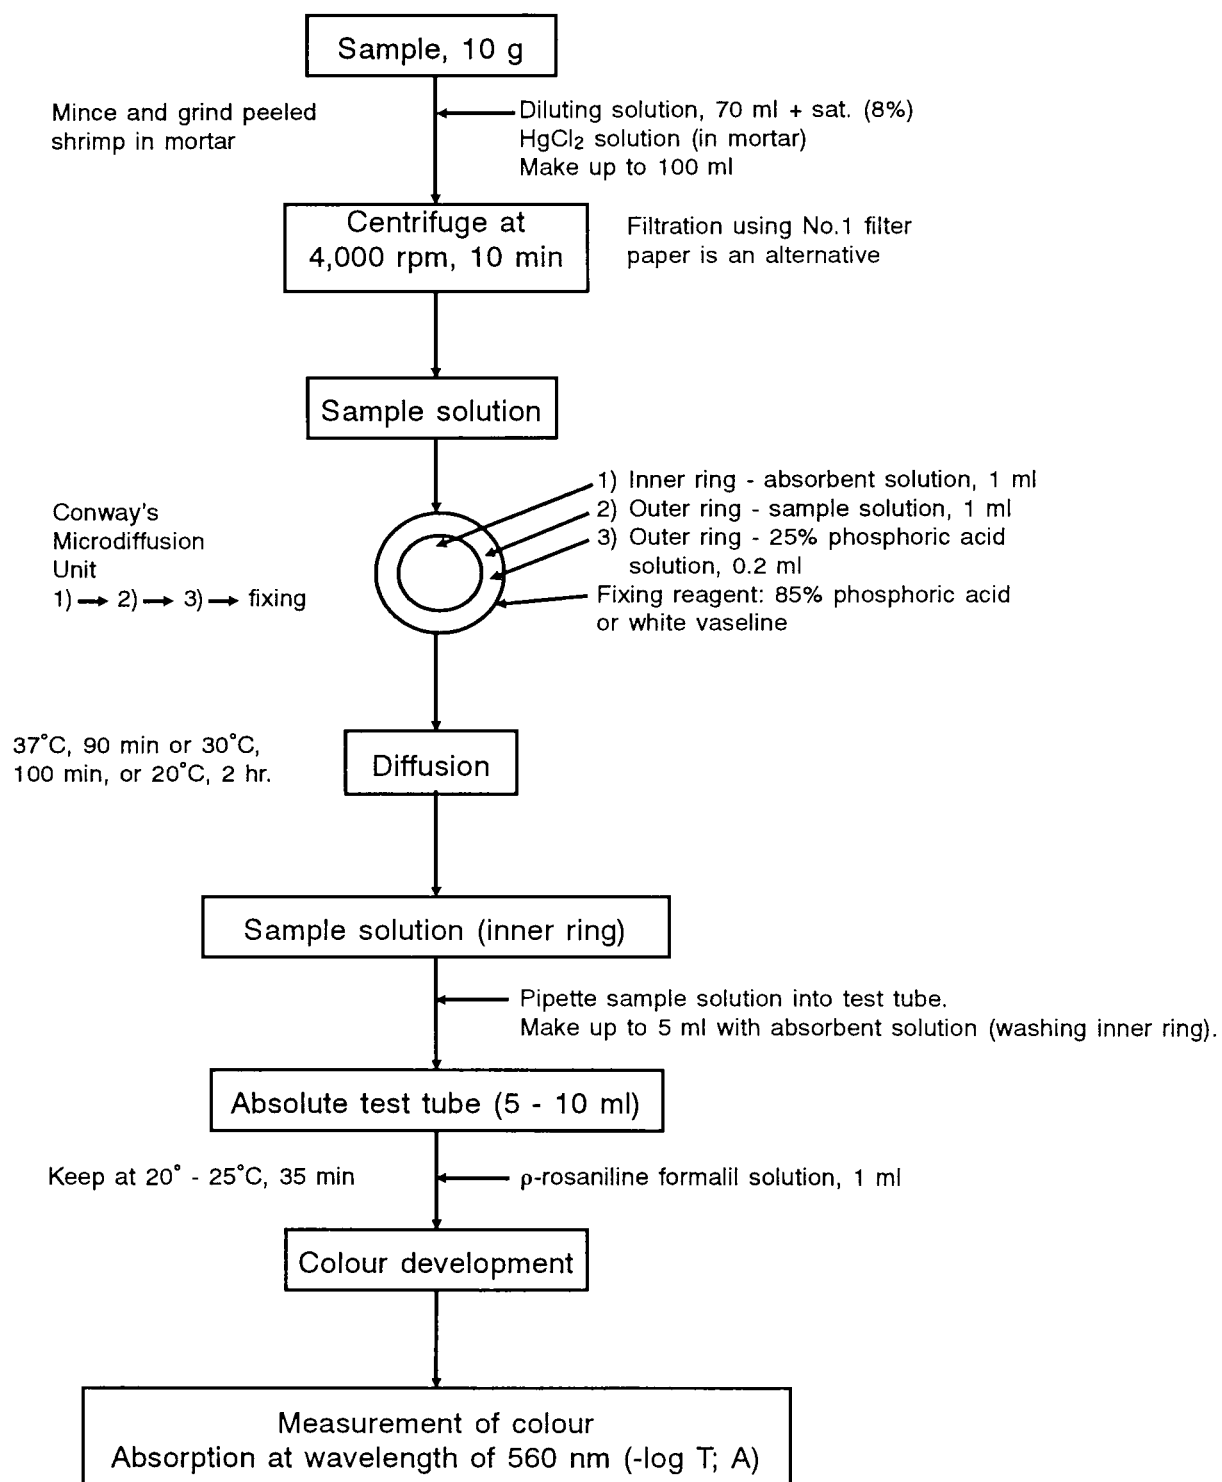 Sample, 10 g
Mince and grind peeled
shrimp in mortar
Diluting solution, 70 ml + sat. (8%)
HgCl₂ solution (in mortar)
Make up to 100 ml
Centrifuge at
4,000 rpm, 10 min
Filtration using No.1 filter
paper is an alternative
Sample solution
Conway's
Microdiffusion
Unit
1) → 2) → 3) → fixing
1) Inner ring - absorbent solution, 1 ml
2) Outer ring - sample solution, 1 ml
3) Outer ring - 25% phosphoric acid
solution, 0.2 ml
Fixing reagent: 85% phosphoric acid
or white vaseline
37°C, 90 min or 30°C,
100 min, or 20°C, 2 hr.
Diffusion
Sample solution (inner ring)
Pipette sample solution into test tube.
Make up to 5 ml with absorbent solution (washing inner ring).
Absolute test tube (5 - 10 ml)
Keep at 20° - 25°C, 35 min
ρ-rosaniline formalil solution, 1 ml
Colour development
Measurement of colour
Absorption at wavelength of 560 nm (-log T; A)